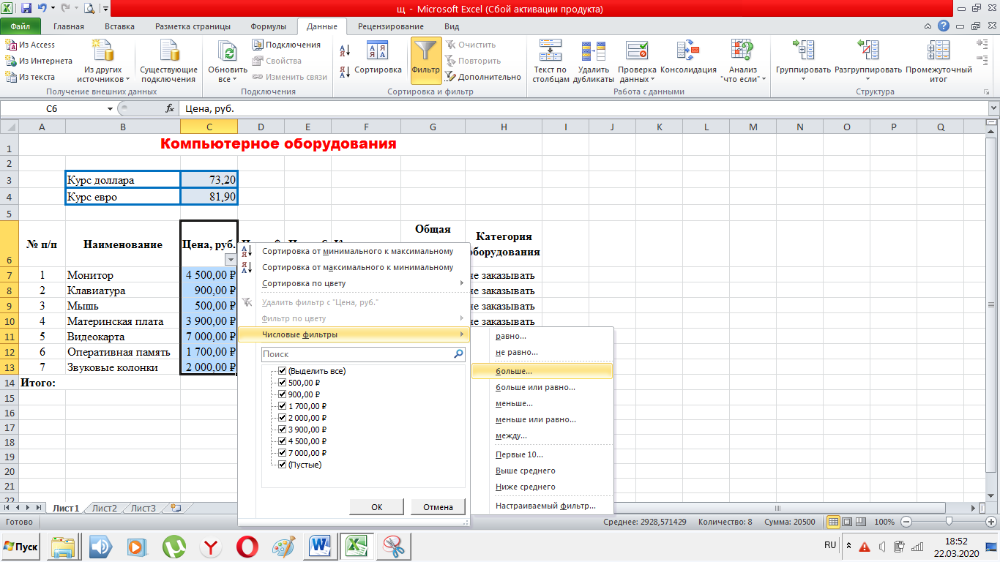 щ - Microsoft Excel (Сбой активации продукта)
Файл Главная Вставка Разметка страницы Формулы Данные Рецензирование Вид
Из Access
Из Интернета
Из текста
Из других источников
Существующие подключения
Получение внешних данных
Обновить все
Подключения
Свойства
Изменить связи
Подключения
Сортировка
Фильтр
Очистить
Повторить
Дополнительно
Сортировка и фильтр
Текст по столбцам
Удалить дубликаты
Проверка данных
Консолидация
Анализ "что если"
Работа с данными
Группировать
Разгруппировать
Промежуточный итог
Структура
C6 fx Цена, руб.
A B C D E F G H I J K L M N O P Q
1 Компьютерное оборудования
2
3 Курс доллара 73,20
4 Курс евро 81,90
5
6 № п/п Наименование Цена, руб. Общая Категория оборудования
7 1 Монитор 4 500,00 ₽ не заказывать
8 2 Клавиатура 900,00 ₽ не заказывать
9 3 Мышь 500,00 ₽ не заказывать
10 4 Материнская плата 3 900,00 ₽ не заказывать
11 5 Видеокарта 7 000,00 ₽
12 6 Оперативная память 1 700,00 ₽
13 7 Звуковые колонки 2 000,00 ₽
14 Итого:
15
16
17
18
19
20
21
22
Сортировка от минимального к максимальному
Сортировка от максимального к минимальному
Сортировка по цвету
Удалить фильтр с "Цена, руб."
Фильтр по цвету
Числовые фильтры
Поиск
(Выделить все)
500,00 ₽
900,00 ₽
1 700,00 ₽
2 000,00 ₽
3 900,00 ₽
4 500,00 ₽
7 000,00 ₽
(Пустые)
ОК Отмена
равно...
не равно...
больше...
больше или равно...
меньше...
меньше или равно...
между...
Первые 10...
Выше среднего
Ниже среднего
Настраиваемый фильтр...
Лист1 Лист2 Лист3
Готово Среднее: 2928,571429 Количество: 8 Сумма: 20500 100%
Пуск RU 18:52
22.03.2020